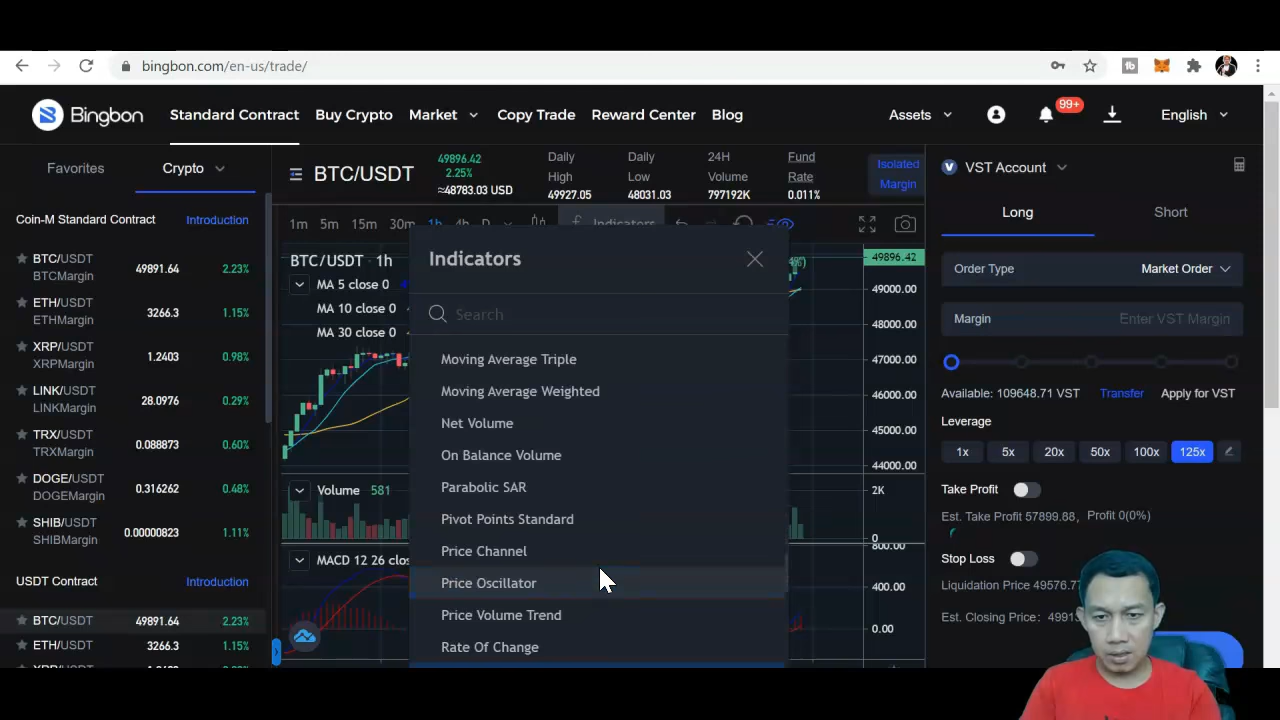 bingbon.com/en-us/trade/
Bingbon
Standard Contract
Buy Crypto
Market
Copy Trade
Reward Center
Blog
Assets
99+
English
Favorites
Crypto
Coin-M Standard Contract
Introduction
BTC/USDT
BTCMargin
49891.64
2.23%
ETH/USDT
ETHMargin
3266.3
1.15%
XRP/USDT
XRPMargin
1.2403
0.98%
LINK/USDT
LINKMargin
28.0976
0.29%
TRX/USDT
TRXMargin
0.088873
0.60%
DOGE/USDT
DOGEMargin
0.316262
0.48%
SHIB/USDT
SHIBMargin
0.00000823
1.11%
USDT Contract
Introduction
BTC/USDT
49891.64
2.23%
ETH/USDT
3266.3
1.15%
BTC/USDT
49896.42
2.25%
≈48783.03 USD
Daily
High
49927.05
Daily
Low
48031.03
24H
Volume
797192K
Fund
Rate
0.011%
Isolated
Margin
1m 5m 15m 30m 1h 4h D
Indicators
BTC/USDT · 1h
MA 5 close 0
MA 10 close 0
MA 30 close 0
Volume 581
MACD 12 26 clos
Indicators
Search
Moving Average Triple
Moving Average Weighted
Net Volume
On Balance Volume
Parabolic SAR
Pivot Points Standard
Price Channel
Price Oscillator
Price Volume Trend
Rate Of Change
49896.42
49000.00
48000.00
47000.00
46000.00
45000.00
44000.00
2K
0
800.00
400.00
0.00
VST Account
Long
Short
Order Type
Market Order
Margin
Enter VST Margin
Available: 109648.71 VST
Transfer
Apply for VST
Leverage
1x 5x 20x 50x 100x 125x
Take Profit
Est. Take Profit 57899.88, Profit 0(0%)
Stop Loss
Liquidation Price 49576.7
Est. Closing Price: 4991